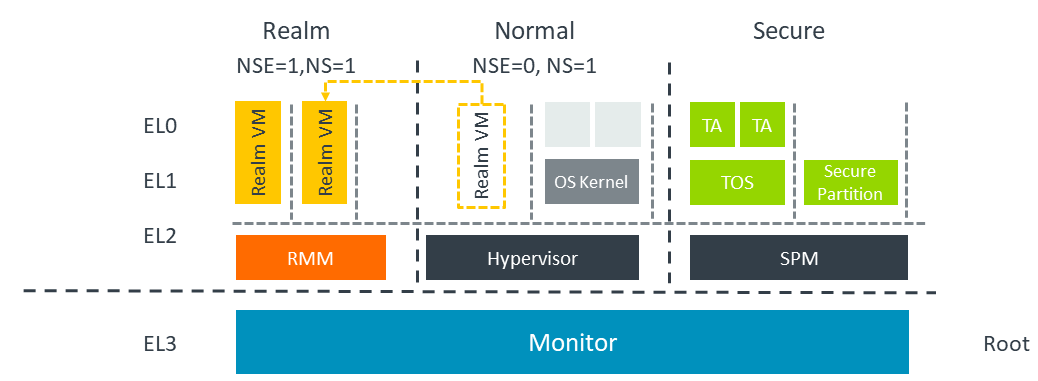 Realm
Normal
Secure
NSE=1,NS=1
NSE=0, NS=1
EL0
Realm VM
Realm VM
Realm VM
TA
TA
EL1
OS Kernel
TOS
Secure
Partition
EL2
RMM
Hypervisor
SPM
EL3
Monitor
Root